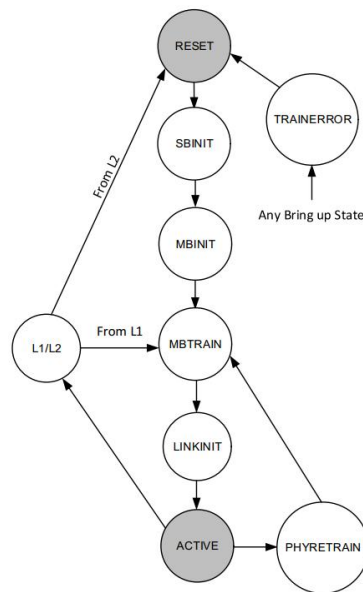 RESET
TRAINERROR
SBINIT
From L2
Any Bring up State
MBINIT
From L1
L1/L2
MBTRAIN
LINKINIT
ACTIVE
PHYRETRAIN